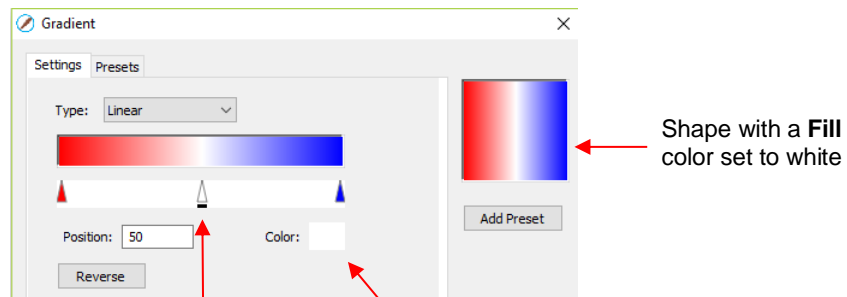 Gradient
Settings Presets
Type: Linear
Shape with a Fill
color set to white
Add Preset
Position: 50 Color:
Reverse